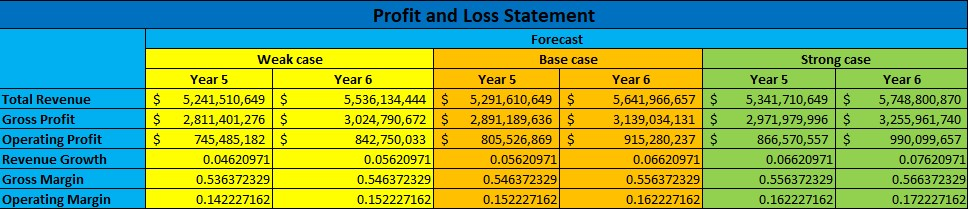 Profit and Loss Statement
Forecast
Weak case Base case Strong case
Year 5 Year 6 Year 5 Year 6 Year 5 Year 6
Total Revenue $ 5,241,510,649 $ 5,536,134,444 $ 5,291,610,649 $ 5,641,966,657 $ 5,341,710,649 $ 5,748,800,870
Gross Profit $ 2,811,401,276 $ 3,024,790,672 $ 2,891,189,636 $ 3,139,034,131 $ 2,971,979,996 $ 3,255,961,740
Operating Profit $ 745,485,182 $ 842,750,033 $ 805,526,869 $ 915,280,237 $ 866,570,557 $ 990,099,657
Revenue Growth 0.04620971 0.05620971 0.05620971 0.06620971 0.06620971 0.07620971
Gross Margin 0.536372329 0.546372329 0.546372329 0.556372329 0.556372329 0.566372329
Operating Margin 0.142227162 0.152227162 0.152227162 0.162227162 0.162227162 0.172227162